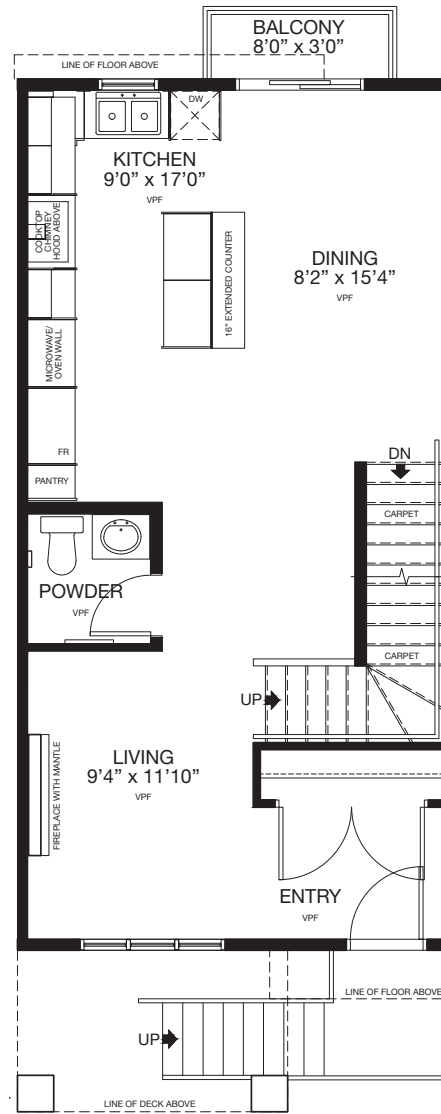 BALCONY
8'0" x 3'0"
LINE OF FLOOR ABOVE
DW
KITCHEN
9'0" x 17'0"
VPF
COOKTOP
CHIMNEY
HOOD ABOVE
16" EXTENDED COUNTER
DINING
8'2" x 15'4"
VPF
MICROWAVE/
OVEN WALL
FR
PANTRY
DN
CARPET
POWDER
VPF
CARPET
UP
LIVING
9'4" x 11'10"
VPF
FIREPLACE WITH MANTLE
ENTRY
VPF
LINE OF FLOOR ABOVE
UP
LINE OF DECK ABOVE